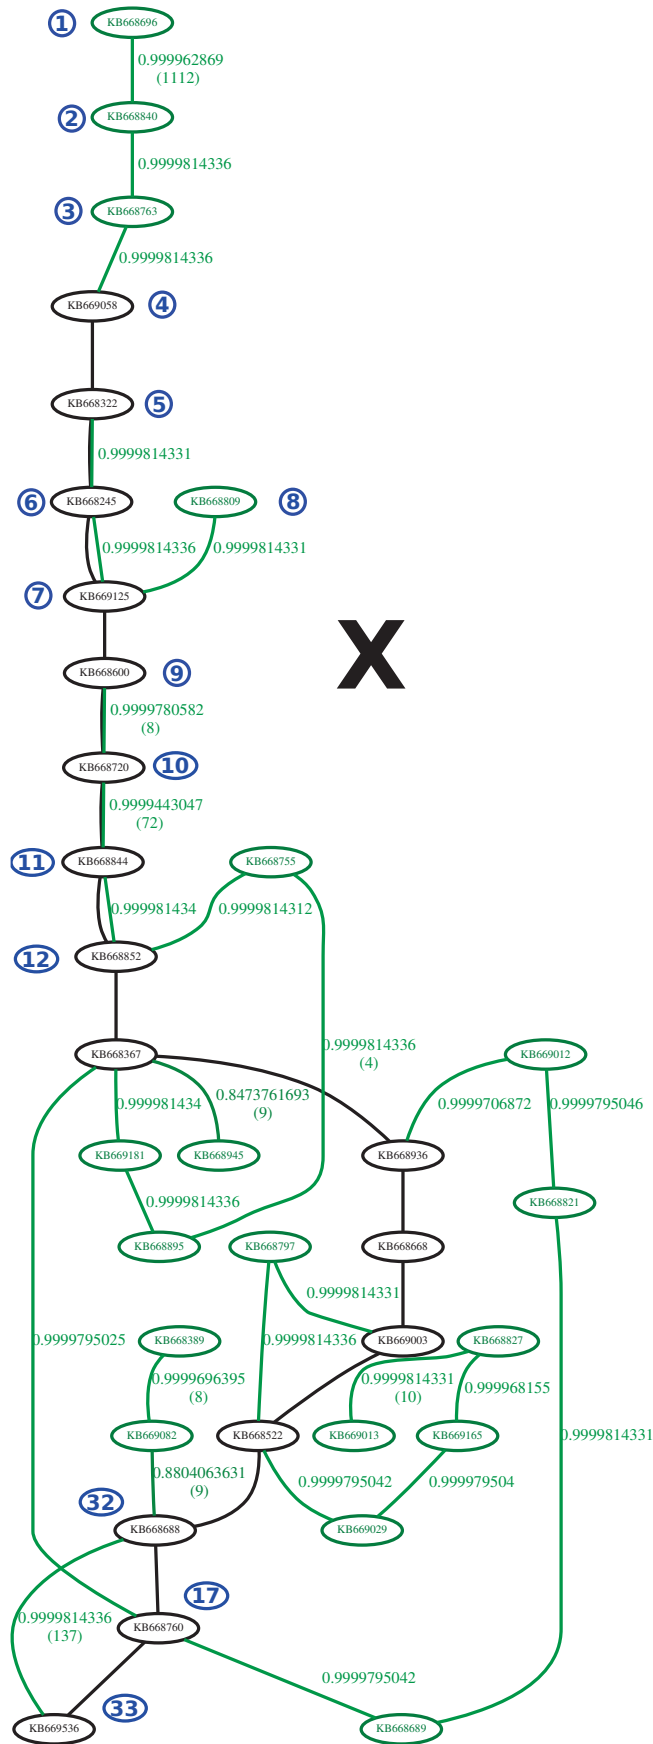 1 KB668696
0.999962869
(1112)
2 KB668840
0.9999814336
3 KB668763
0.9999814336
KB669058 4
KB668322 5
0.9999814331
6 KB668245 KB668809 8
0.9999814336 0.9999814331
7 KB669125
X
KB668600 9
0.9999780582
(8)
KB668720 10
0.9999443047
(72)
11 KB668844 KB668755
0.999981434 0.9999814312
12 KB668852
0.9999814336
(4)
KB668367 KB669012
0.999981434 0.8473761693 0.9999706872 0.9999795046
(9)
KB669181 KB668945 KB668936
0.9999814336 KB668821
KB668895 KB668797 KB668668
0.9999814331
0.9999795025 KB668389 0.9999814336 KB669003 KB668827
0.9999696395 0.9999814331 0.999968155
(8) (10)
KB669082 KB668522 KB669013 KB669165 0.9999814331
0.8804063631 0.9999795042 0.999979504
(9)
32 KB668688 KB669029
17
0.9999814336 KB668760
(137)
0.9999795042
33
KB669536 KB668689